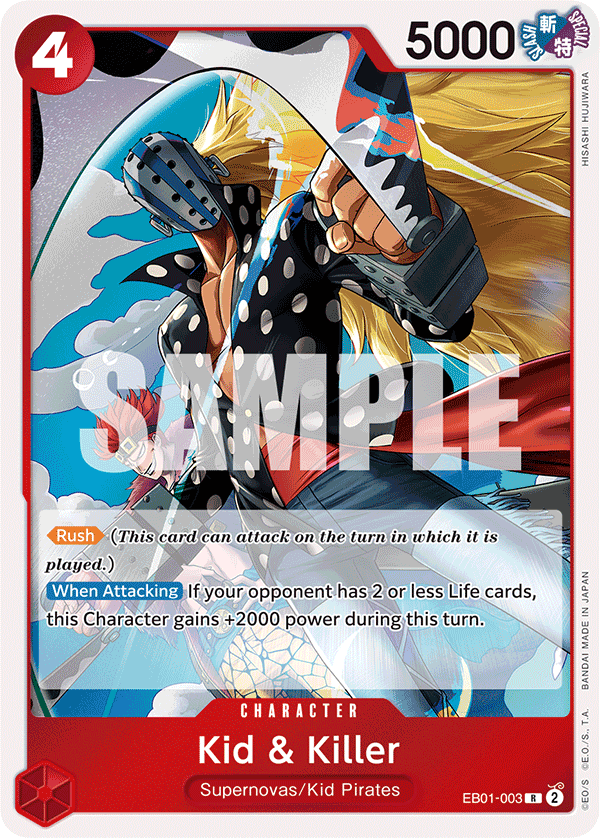 4
5000
斬
特
SLASH
SPECIAL
HISASHI HUJIWARA
SAMPLE
Rush (This card can attack on the turn in which it is
played.)
When Attacking If your opponent has 2 or less Life cards,
this Character gains +2000 power during this turn.
BANDAI MADE IN JAPAN
©E.O./S., T.A.
©EO/S
CHARACTER
Kid & Killer
Supernovas/Kid Pirates
EB01-003 R 2